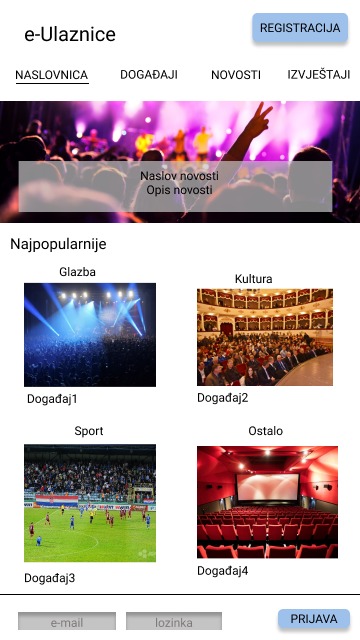 e-Ulaznice
REGISTRACIJA
NASLOVNICA
DOGAĐAJI
NOVOSTI
IZVJEŠTAJI
Naslov novosti
Opis novosti
Najpopularnije
Glazba
Kultura
Događaj1
Događaj2
Sport
Ostalo
Događaj3
Događaj4
e-mail
lozinka
PRIJAVA